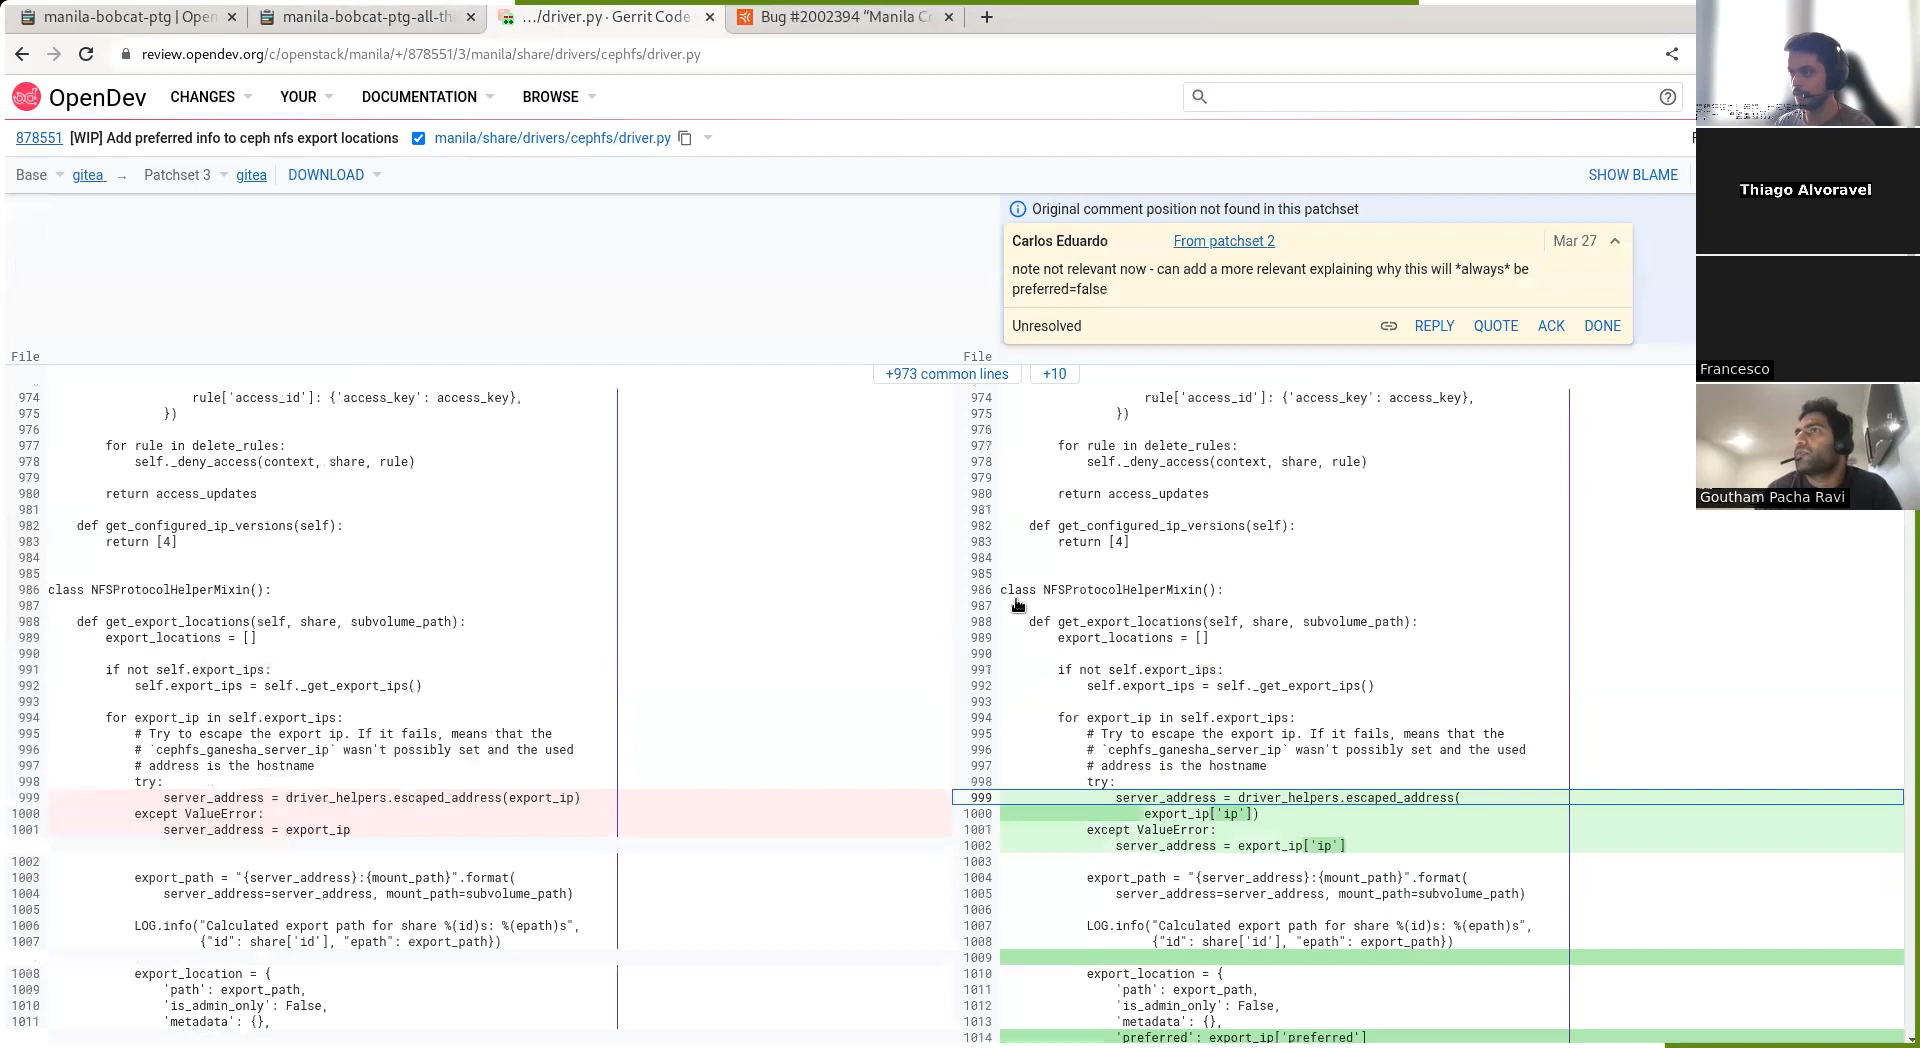 manila-bobcat-ptg | Open
manila-bobcat-ptg-all-th
…/driver.py · Gerrit Code
Bug #2002394 “Manila C
review.opendev.org/c/openstack/manila/+/878551/3/manila/share/drivers/cephfs/driver.py
OpenDev CHANGES YOUR DOCUMENTATION BROWSE
878551 [WIP] Add preferred info to ceph nfs export locations manila/share/drivers/cephfs/driver.py
Base gitea → Patchset 3 gitea DOWNLOAD SHOW BLAME
Original comment position not found in this patchset
Carlos Eduardo From patchset 2 Mar 27
note not relevant now - can add a more relevant explaining why this will *always* be
preferred=false
Unresolved REPLY QUOTE ACK DONE
File File
+973 common lines +10
974 rule['access_id']: {'access_key': access_key},
975 })
976
977 for rule in delete_rules:
978 self._deny_access(context, share, rule)
979
980 return access_updates
981
982 def get_configured_ip_versions(self):
983 return [4]
984
985
986 class NFSProtocolHelperMixin():
987
988 def get_export_locations(self, share, subvolume_path):
989 export_locations = []
990
991 if not self.export_ips:
992 self.export_ips = self._get_export_ips()
993
994 for export_ip in self.export_ips:
995 # Try to escape the export ip. If it fails, means that the
996 # `cephfs_ganesha_server_ip` wasn't possibly set and the used
997 # address is the hostname
998 try:
999 server_address = driver_helpers.escaped_address(export_ip)
1000 except ValueError:
1001 server_address = export_ip
1002
1003 export_path = "{server_address}:{mount_path}".format(
1004 server_address=server_address, mount_path=subvolume_path)
1005
1006 LOG.info("Calculated export path for share %(id)s: %(epath)s",
1007 {"id": share['id'], "epath": export_path})
1008 export_location = {
1009 'path': export_path,
1010 'is_admin_only': False,
1011 'metadata': {},
974 rule['access_id']: {'access_key': access_key},
975 })
976
977 for rule in delete_rules:
978 self._deny_access(context, share, rule)
979
980 return access_updates
981
982 def get_configured_ip_versions(self):
983 return [4]
984
985
986 class NFSProtocolHelperMixin():
987
988 def get_export_locations(self, share, subvolume_path):
989 export_locations = []
990
991 if not self.export_ips:
992 self.export_ips = self._get_export_ips()
993
994 for export_ip in self.export_ips:
995 # Try to escape the export ip. If it fails, means that the
996 # `cephfs_ganesha_server_ip` wasn't possibly set and the used
997 # address is the hostname
998 try:
999 server_address = driver_helpers.escaped_address(
1000 export_ip['ip'])
1001 except ValueError:
1002 server_address = export_ip['ip']
1003
1004 export_path = "{server_address}:{mount_path}".format(
1005 server_address=server_address, mount_path=subvolume_path)
1006
1007 LOG.info("Calculated export path for share %(id)s: %(epath)s",
1008 {"id": share['id'], "epath": export_path})
1009
1010 export_location = {
1011 'path': export_path,
1012 'is_admin_only': False,
1013 'metadata': {},
1014 'preferred': export_ip['preferred']
Thiago Alvoravel
Francesco
Goutham Pacha Ravi